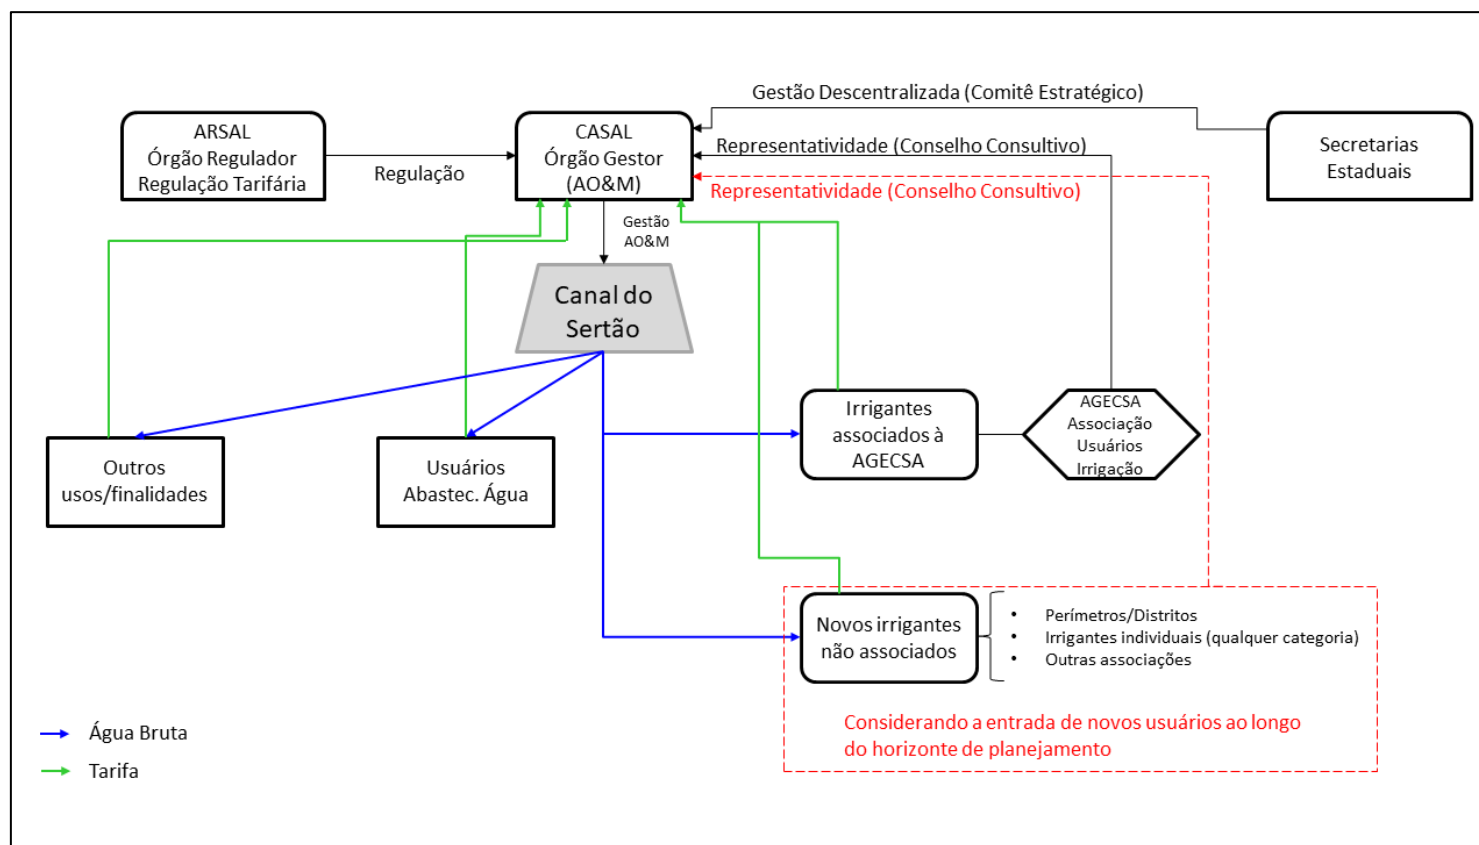 Gestão Descentralizada (Comitê Estratégico)
ARSAL
Órgão Regulador
Regulação Tarifária
Regulação
CASAL
Órgão Gestor
(AO&M)
Representatividade (Conselho Consultivo)
Representatividade (Conselho Consultivo)
Secretarias
Estaduais
Gestão
AO&M
Canal do
Sertão
Outros
usos/finalidades
Usuários
Abastec. Água
Irrigantes
associados à
AGECSA
AGECSA
Associação
Usuários
Irrigação
Novos irrigantes
não associados
• Perímetros/Distritos
• Irrigantes individuais (qualquer categoria)
• Outras associações
Considerando a entrada de novos usuários ao longo
do horizonte de planejamento
Água Bruta
Tarifa